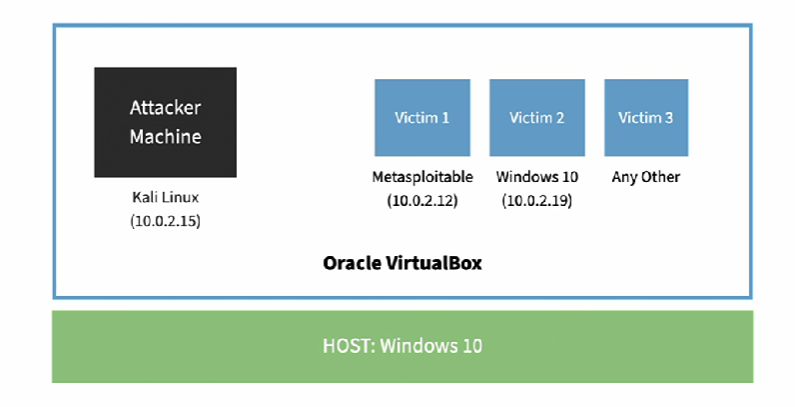 Attacker
Machine
Kali Linux
(10.0.2.15)
Victim 1
Metasploitable
(10.0.2.12)
Victim 2
Windows 10
(10.0.2.19)
Victim 3
Any Other
Oracle VirtualBox
HOST: Windows 10